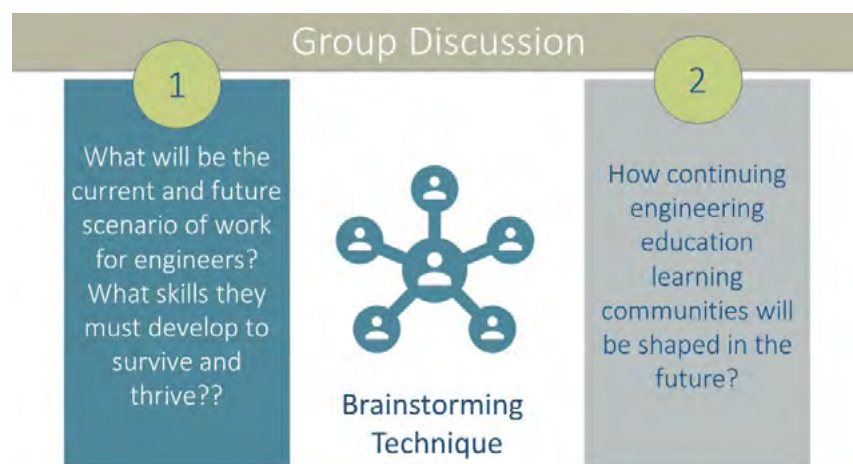 Group Discussion
1
What will be the
current and future
scenario of work
for engineers?
What skills they
must develop to
survive and
thrive??
Brainstorming
Technique
2
How continuing
engineering
education
learning
communities will
be shaped in the
future?